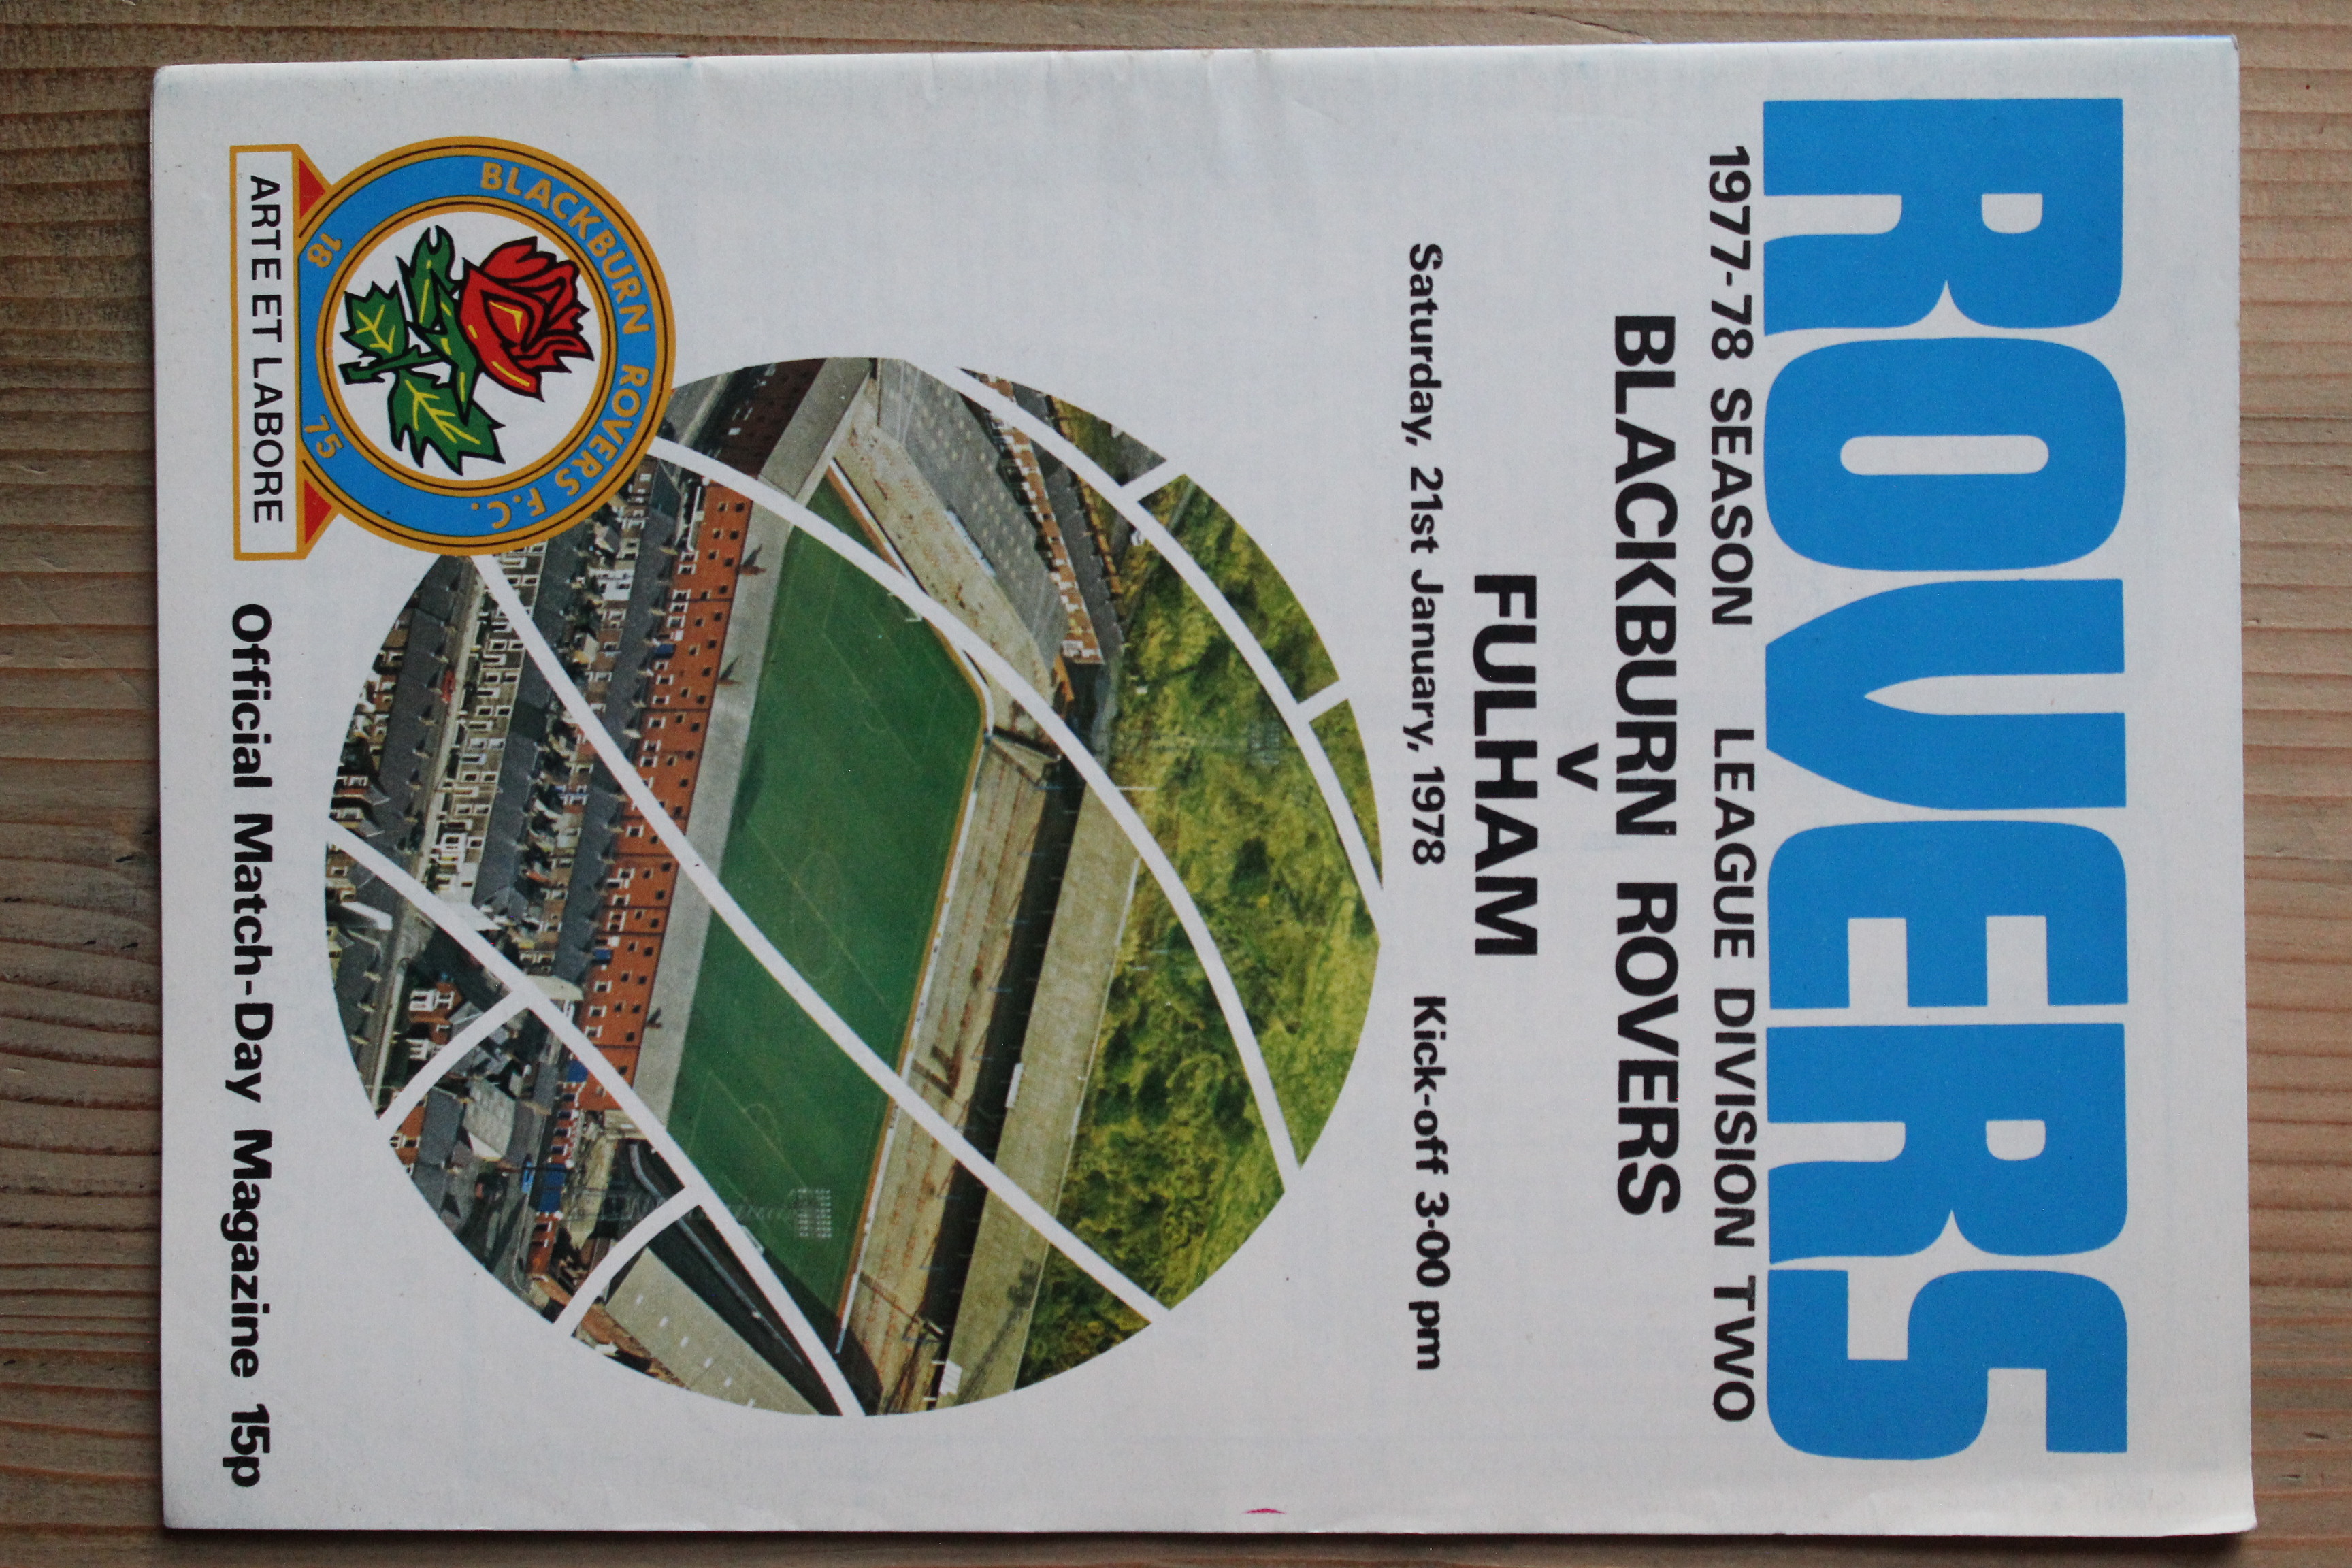 ROVERS
1977-78 SEASON LEAGUE DIVISION TWO
BLACKBURN ROVERS
V
FULHAM
Saturday, 21st January, 1978 Kick-off 3-00 pm
BLACKBURN ROVERS F.C.
18 75
ARTE ET LABORE
Official Match-Day Magazine 15p